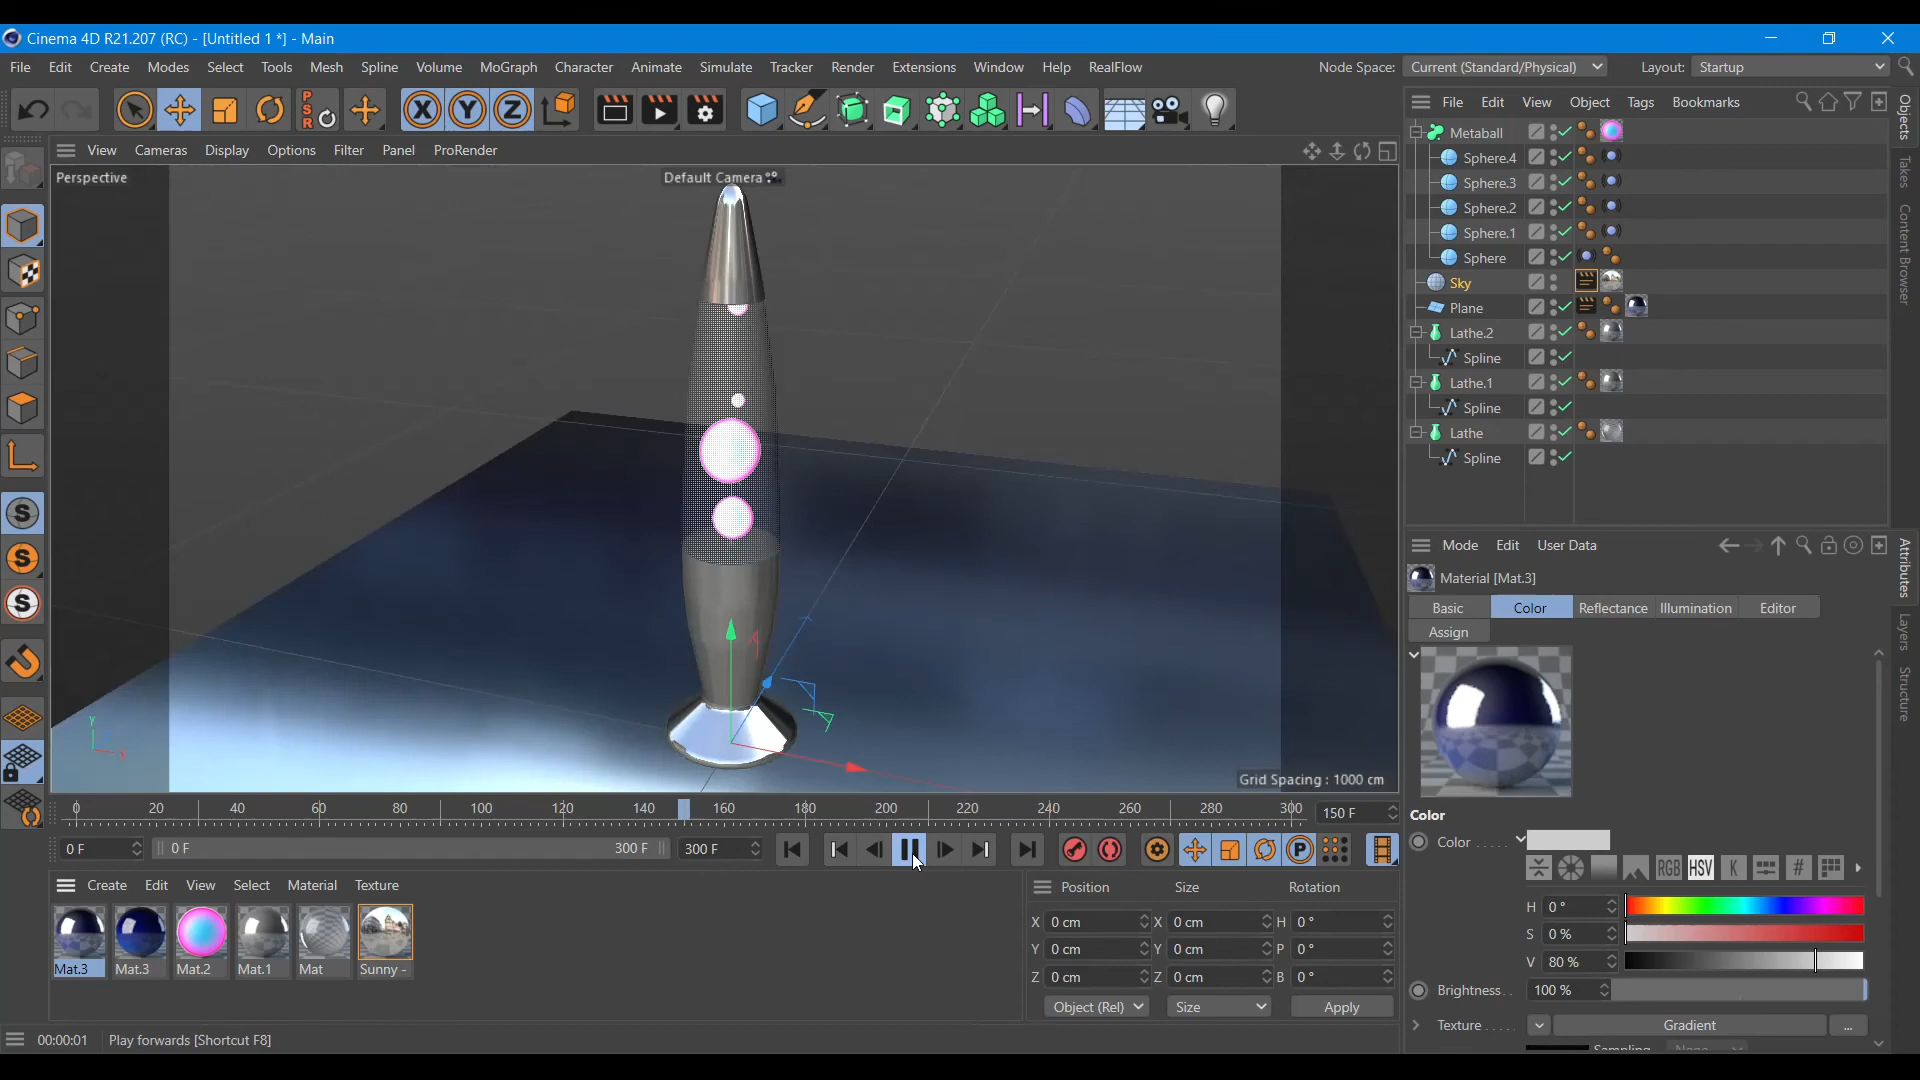 Cinema 4D R21.207 (RC) - [Untitled 1 *] - Main
File Edit Create Modes Select Tools Mesh Spline Volume MoGraph Character Animate Simulate Tracker Render Extensions Window Help RealFlow Node Space: Current (Standard/Physical) Layout: Startup
PSR X Y Z
File Edit View Object Tags Bookmarks
View Cameras Display Options Filter Panel ProRender
Perspective Default Camera
Metaball
Sphere.4
Sphere.3
Sphere.2
Sphere.1
Sphere
Sky
Plane
Lathe.2
Spline
Lathe.1
Spline
Lathe
Spline
Objects
Takes
Content Browser
Mode Edit User Data
Material [Mat.3]
Basic Color Reflectance Illumination Editor
Assign
Attributes
Layers
Structure
S
S
S
Y
X
Grid Spacing : 1000 cm
0 20 40 60 80 100 120 140 160 180 200 220 240 260 280 300 150 F
0 F 0 F 300 F 300 F P
Color
Color . . . . .
RGB HSV K #
H 0 °
S 0 %
V 80 %
Brightness. . 100 %
Texture . . . . . Gradient ...
Create Edit View Select Material Texture
Mat.3 Mat.3 Mat.2 Mat.1 Mat Sunny -
Position Size Rotation
X 0 cm X 0 cm H 0 °
Y 0 cm Y 0 cm P 0 °
Z 0 cm Z 0 cm B 0 °
Object (Rel) Size Apply
00:00:01 Play forwards [Shortcut F8]